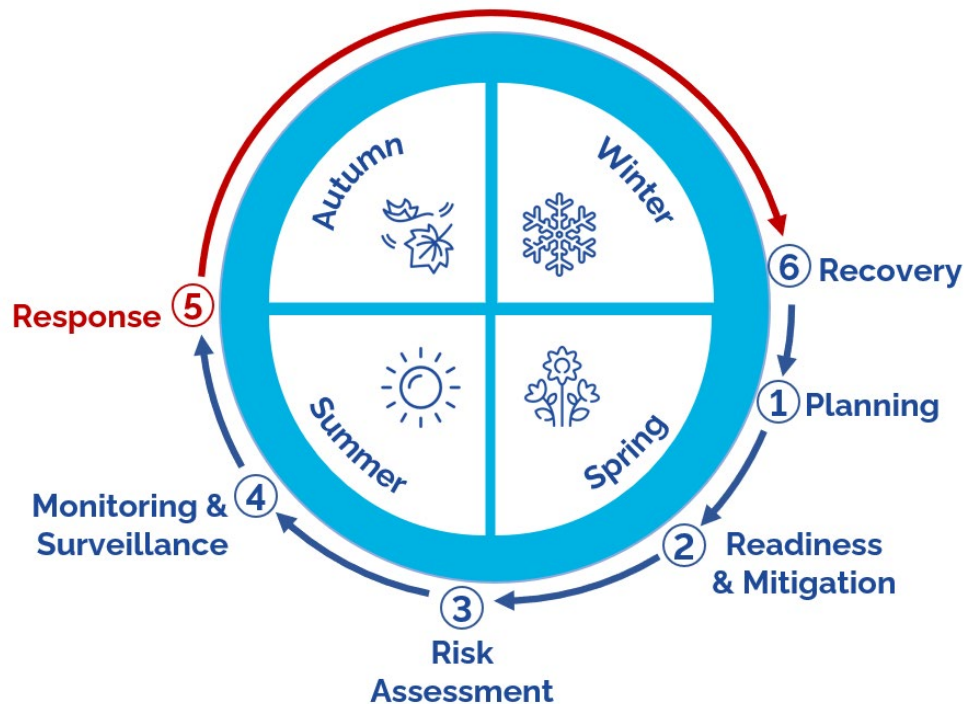 Autumn
Winter
Summer
Spring
6 Recovery
1 Planning
2 Readiness
& Mitigation
3
Risk
Assessment
4
Monitoring &
Surveillance
Response 5